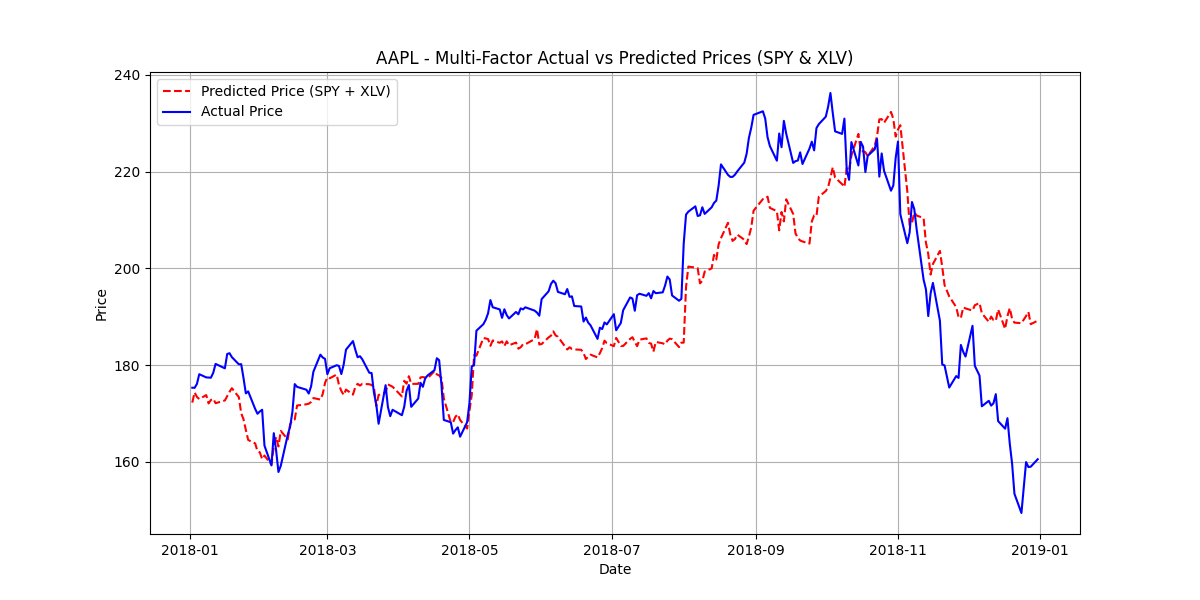 AAPL - Multi-Factor Actual vs Predicted Prices (SPY & XLV)
Predicted Price (SPY + XLV)
Actual Price
240
220
200
180
160
Price
2018-01 2018-03 2018-05 2018-07 2018-09 2018-11 2019-01
Date